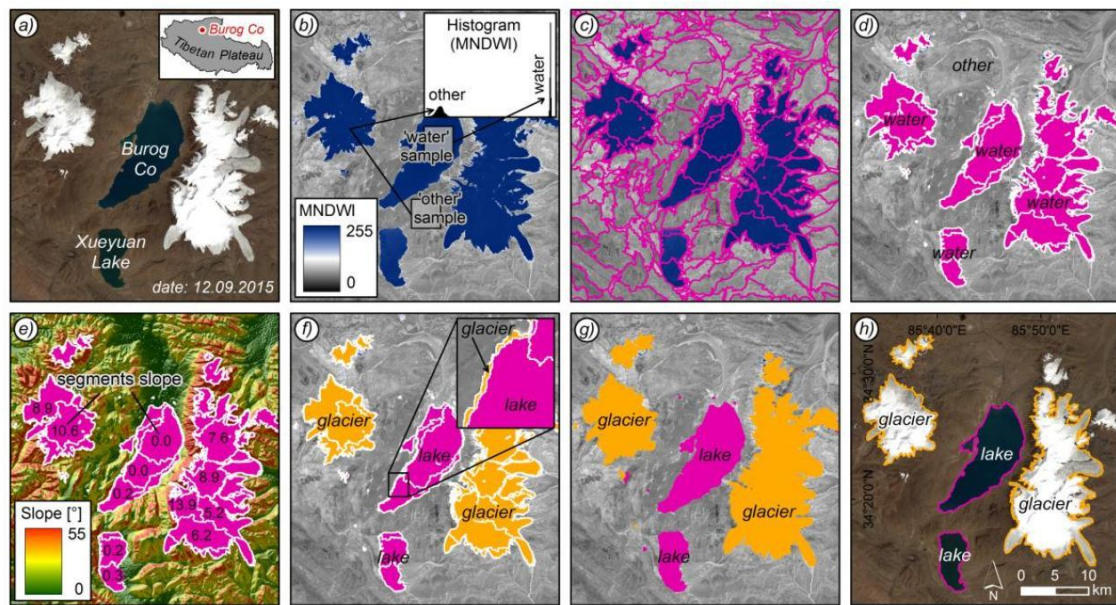 a)
Burog Co
Tibetan Plateau
Burog
Co
Xueyuan
Lake
date: 12.09.2015
b)
Histogram
(MNDWI)
water
other
'water'
sample
'other'
sample
MNDWI
255
0
c)
d)
other
water
water
water
water
e)
segments slope
8.9
10.6
0.0
7.6
0.0
8.9
0.2
13.9
5.2
6.2
0.2
0.3
Slope [°]
55
0
f)
glacier
lake
glacier
lake
glacier
lake
g)
glacier
lake
glacier
lake
h)
85°40'0"E
85°50'0"E
34°30'0"N
34°20'0"N
glacier
lake
glacier
lake
N
0 5 10
km